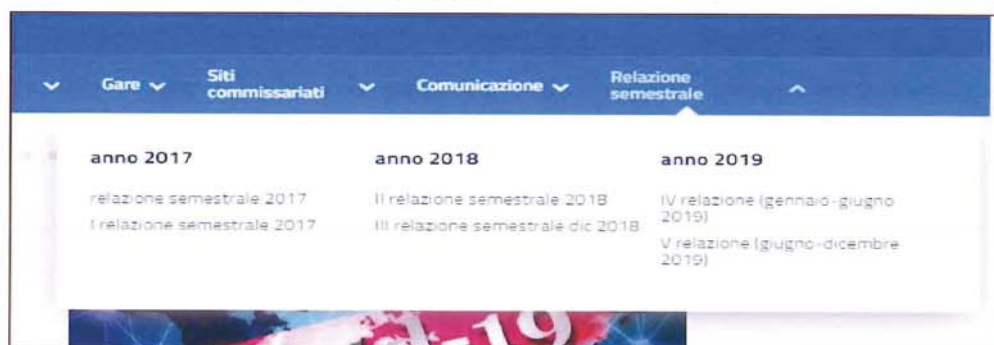 Gare
Siti
commissariati
Comunicazione
Relazione
semestrale
anno 2017
relazione semestrale 2017
I relazione semestrale 2017
anno 2018
II relazione semestrale 2018
III relazione semestrale dic 2018
anno 2019
IV relazione (gennaio-giugno
2019)
V relazione (giugno-dicembre
2019)
d-19